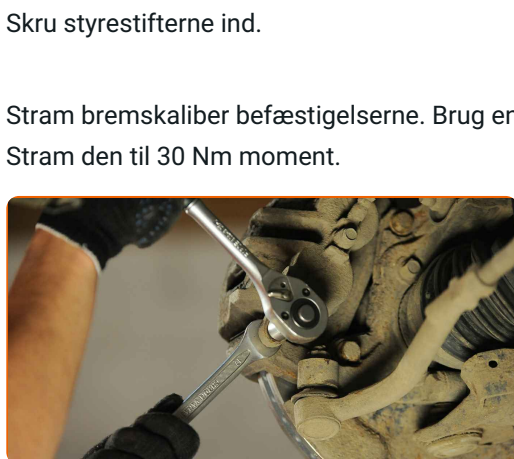 Skru styrestifterne ind.
Stram bremskaliber befæstigelserne. Brug en
Stram den til 30 Nm moment.